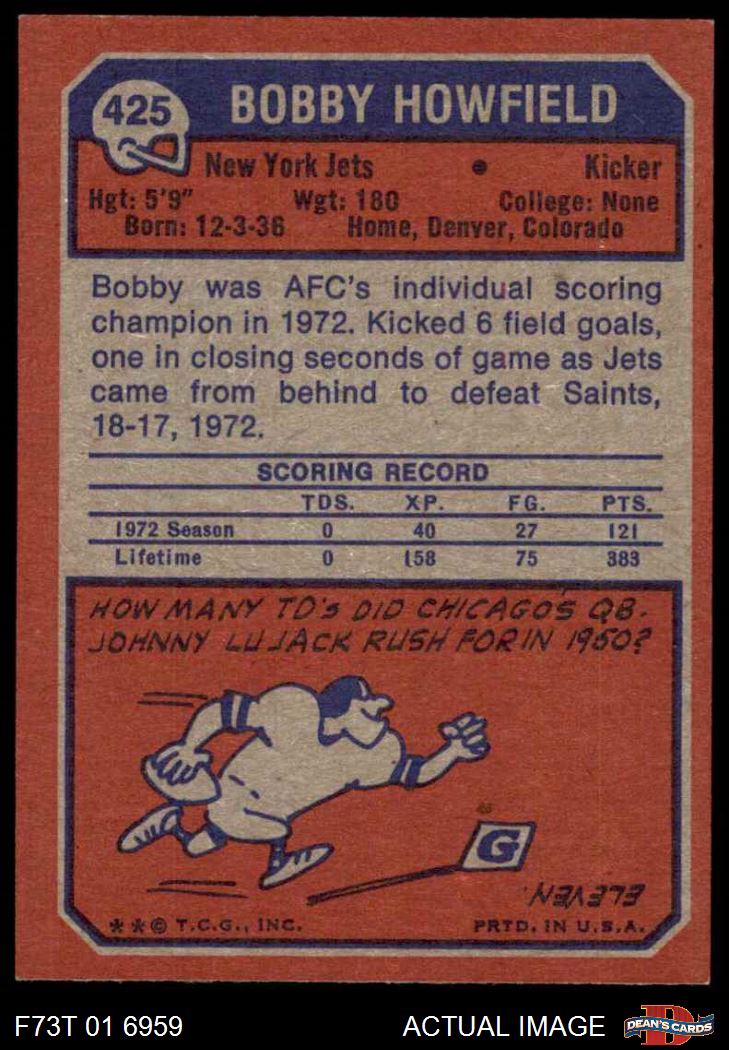 425
BOBBY HOWFIELD
New York Jets • Kicker
Hgt: 5'9" Wgt: 180 College: None
Born: 12-3-36 Home, Denver, Colorado
Bobby was AFC's individual scoring
champion in 1972. Kicked 6 field goals,
one in closing seconds of game as Jets
came from behind to defeat Saints,
18-17, 1972.
SCORING RECORD
TDS. XP. FG. PTS.
1972 Season 0 40 27 121
Lifetime 0 158 75 383
HOW MANY TD'S DID CHICAGO'S QB.
JOHNNY LUJACK RUSH FOR IN 1950?
G
ELEVEN.
**© T.C.G., INC. PRTD. IN U.S.A.
F73T 01 6959 ACTUAL IMAGE D DEAN'S CARDS